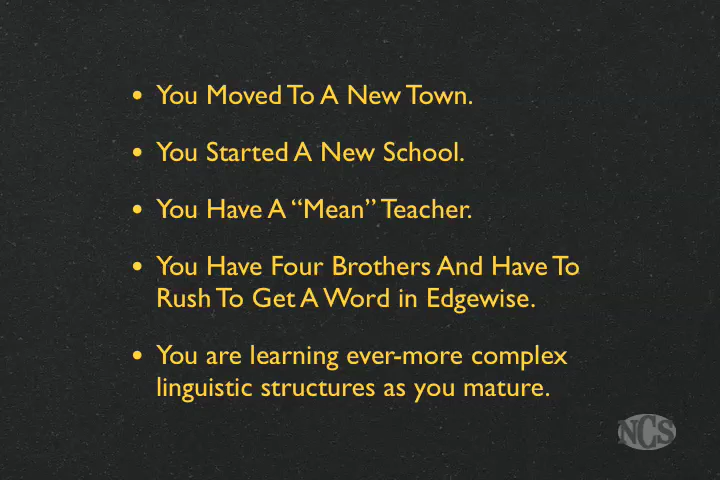 • You Moved To A New Town.
• You Started A New School.
• You Have A “Mean” Teacher.
• You Have Four Brothers And Have To
Rush To Get A Word in Edgewise.
• You are learning ever-more complex
linguistic structures as you mature.
NCS